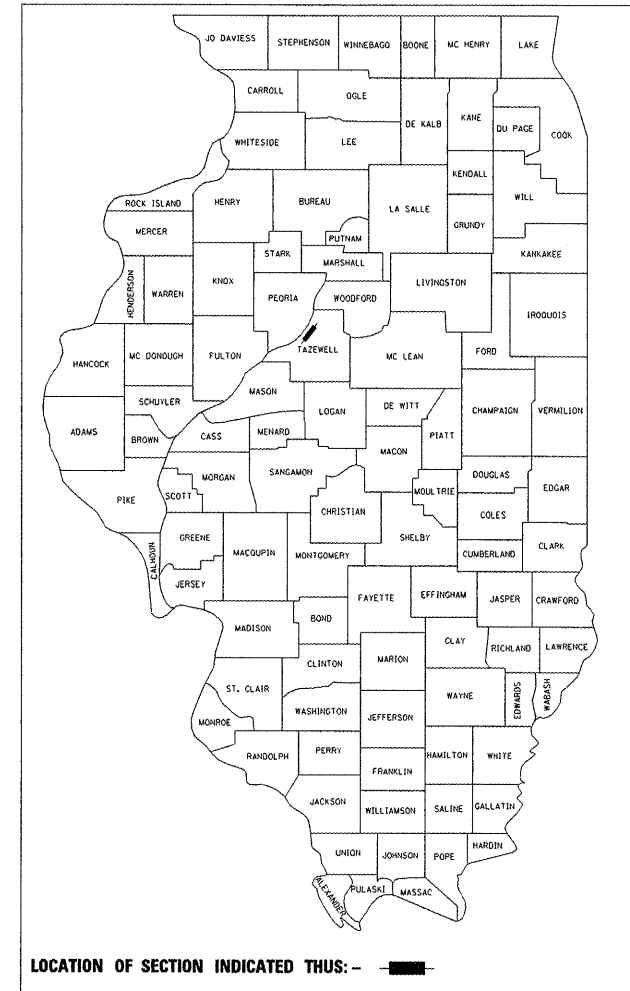 JO DAVIESS STEPHENSON WINNEBAGO BOONE MC HENRY LAKE
CARROLL OGLE DE KALB KANE DU PAGE COOK
WHITESIDE LEE KENDALL WILL
ROCK ISLAND HENRY BUREAU LA SALLE GRUNDY
MERCER PUTNAM KANKAKEE
STARK MARSHALL LIVINGSTON
HENDERSON WARREN KNOX PEORIA WOODFORD IROQUOIS
HANCOCK MC DONOUGH FULTON TAZEWELL MC LEAN FORD
SCHUYLER MASON LOGAN DE WITT CHAMPAIGN VERMILION
ADAMS BROWN CASS MENARD MACON PIATT
PIKE SCOTT MORGAN SANGAMON MOULTRIE DOUGLAS EDGAR
CHRISTIAN COLES
GREENE MACOUPIN MONTGOMERY SHELBY CUMBERLAND CLARK
CALHOUN JERSEY FAYETTE EFFINGHAM JASPER CRAWFORD
MADISON BOND CLAY RICHLAND LAWRENCE
CLINTON MARION
ST. CLAIR WASHINGTON WAYNE EDWARDS WABASH
MONROE JEFFERSON
RANDOLPH PERRY HAMILTON WHITE
FRANKLIN
JACKSON WILLIAMSON SALINE GALLATIN
UNION JOHNSON POPE HARDIN
ALEXANDER PULASKI MASSAC
LOCATION OF SECTION INDICATED THUS: -